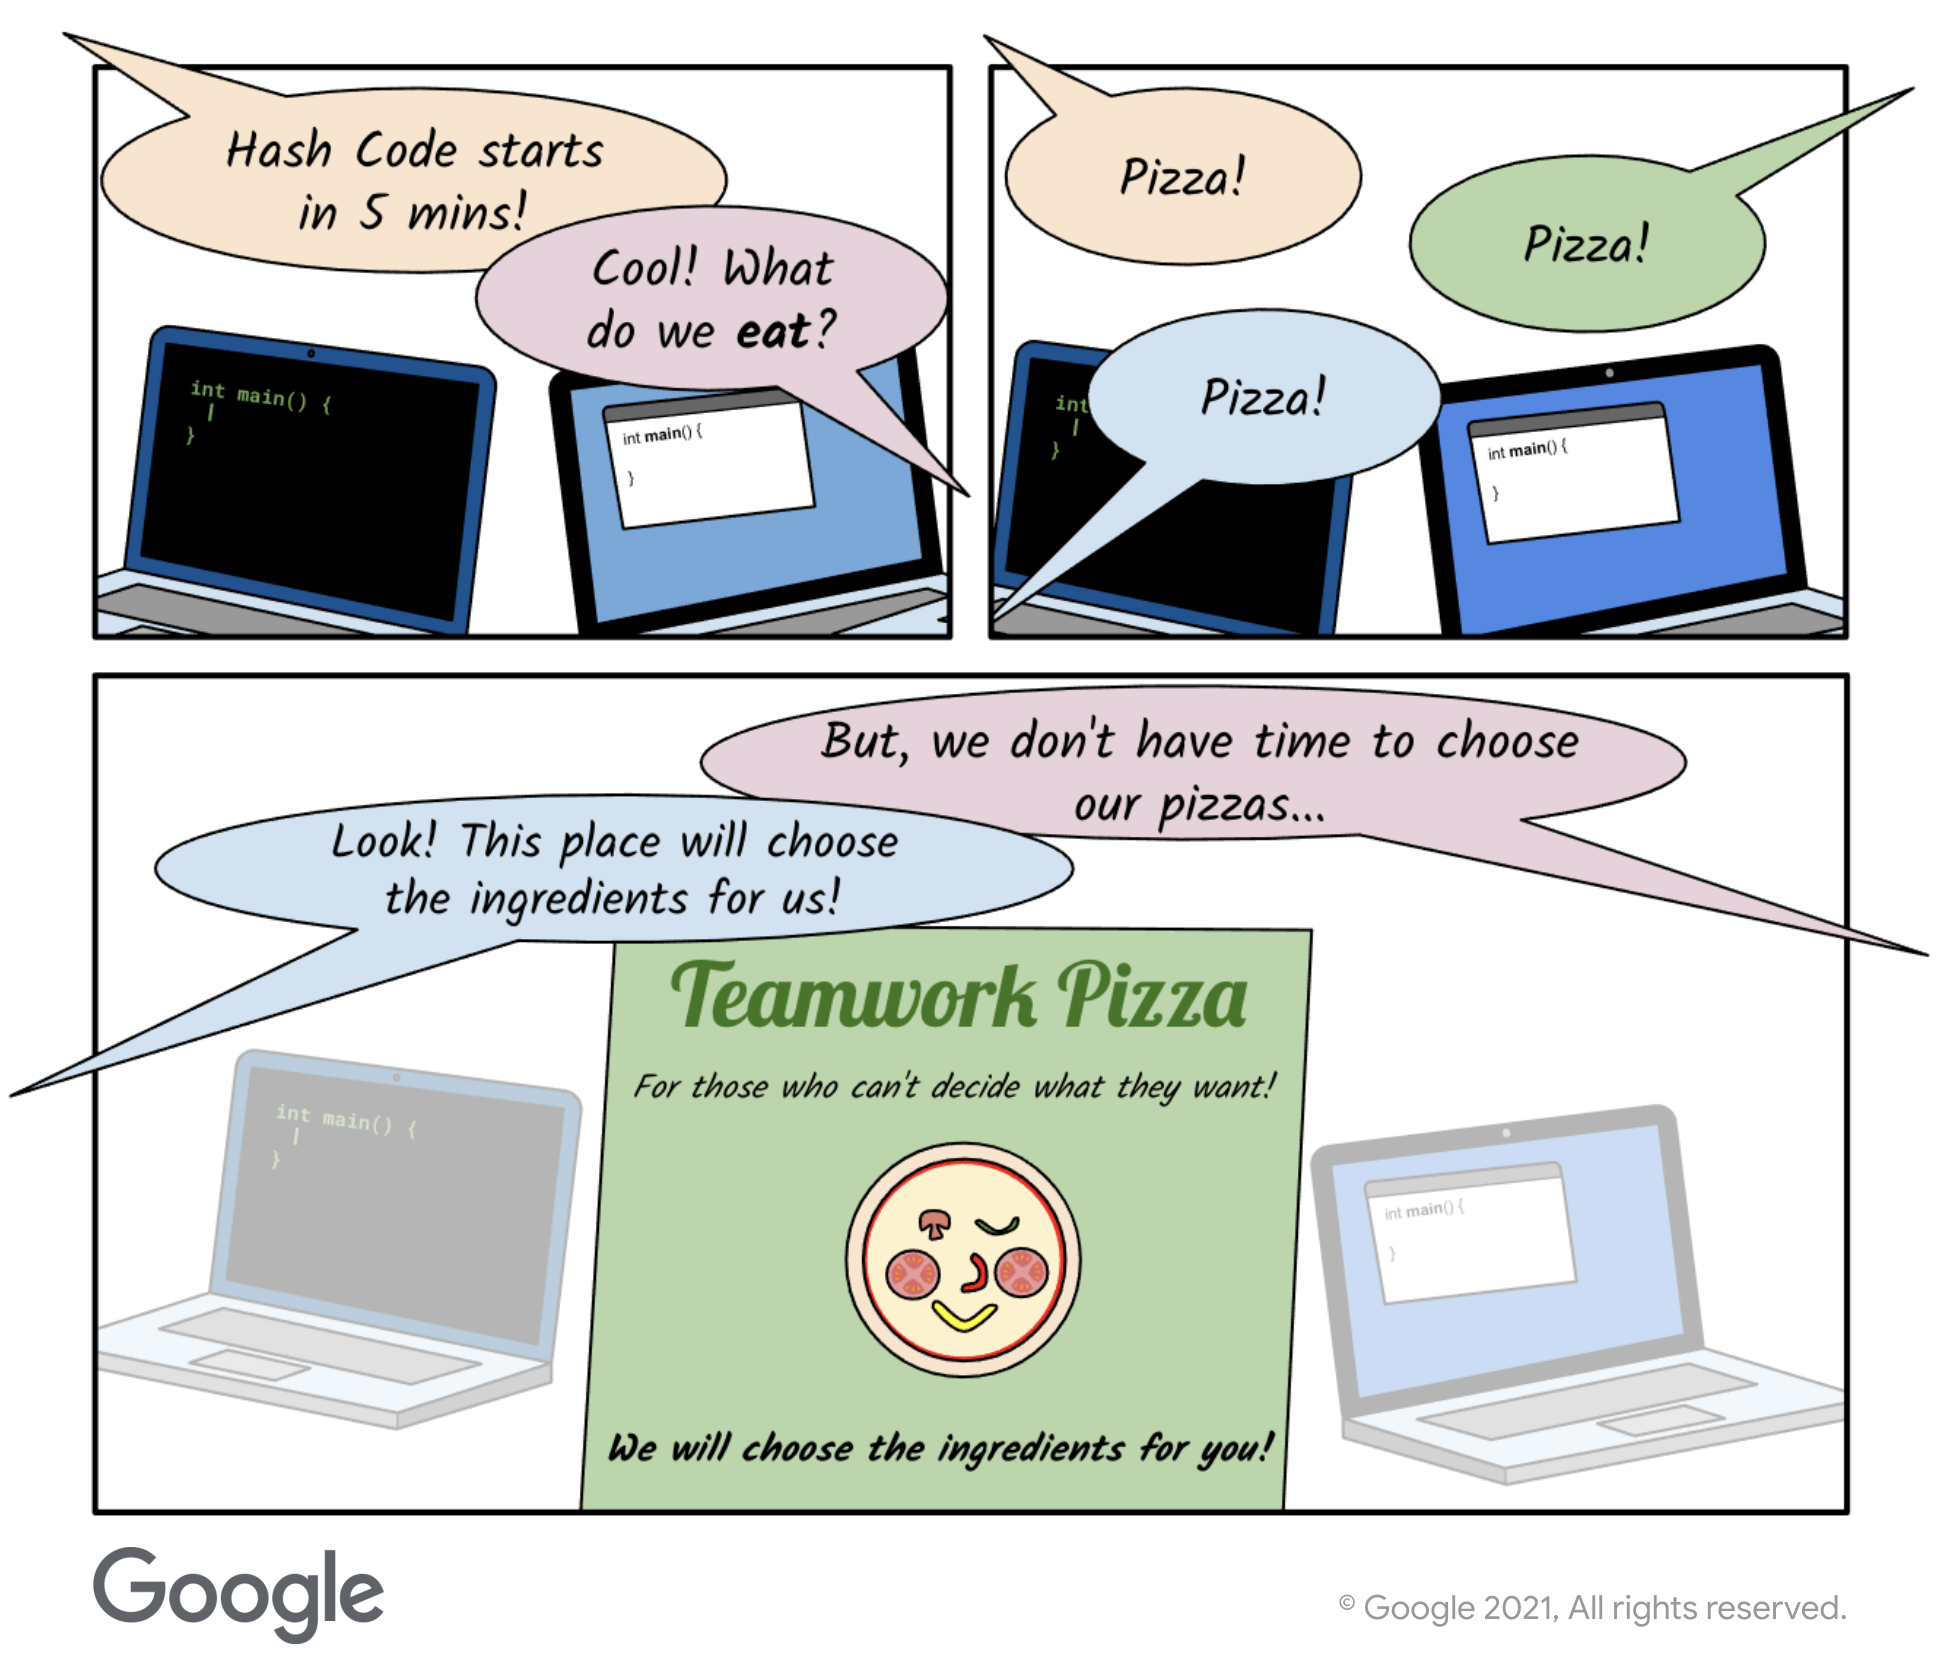 Hash Code starts
in 5 mins!
Cool! What
do we eat?
int main() {
|
}
int main() {
}
Pizza!
Pizza!
Pizza!
int
|
}
int main() {
}
But, we don't have time to choose
our pizzas...
Look! This place will choose
the ingredients for us!
Teamwork Pizza
For those who can't decide what they want!
We will choose the ingredients for you!
int main() {
|
}
int main() {
}
Google
© Google 2021, All rights reserved.